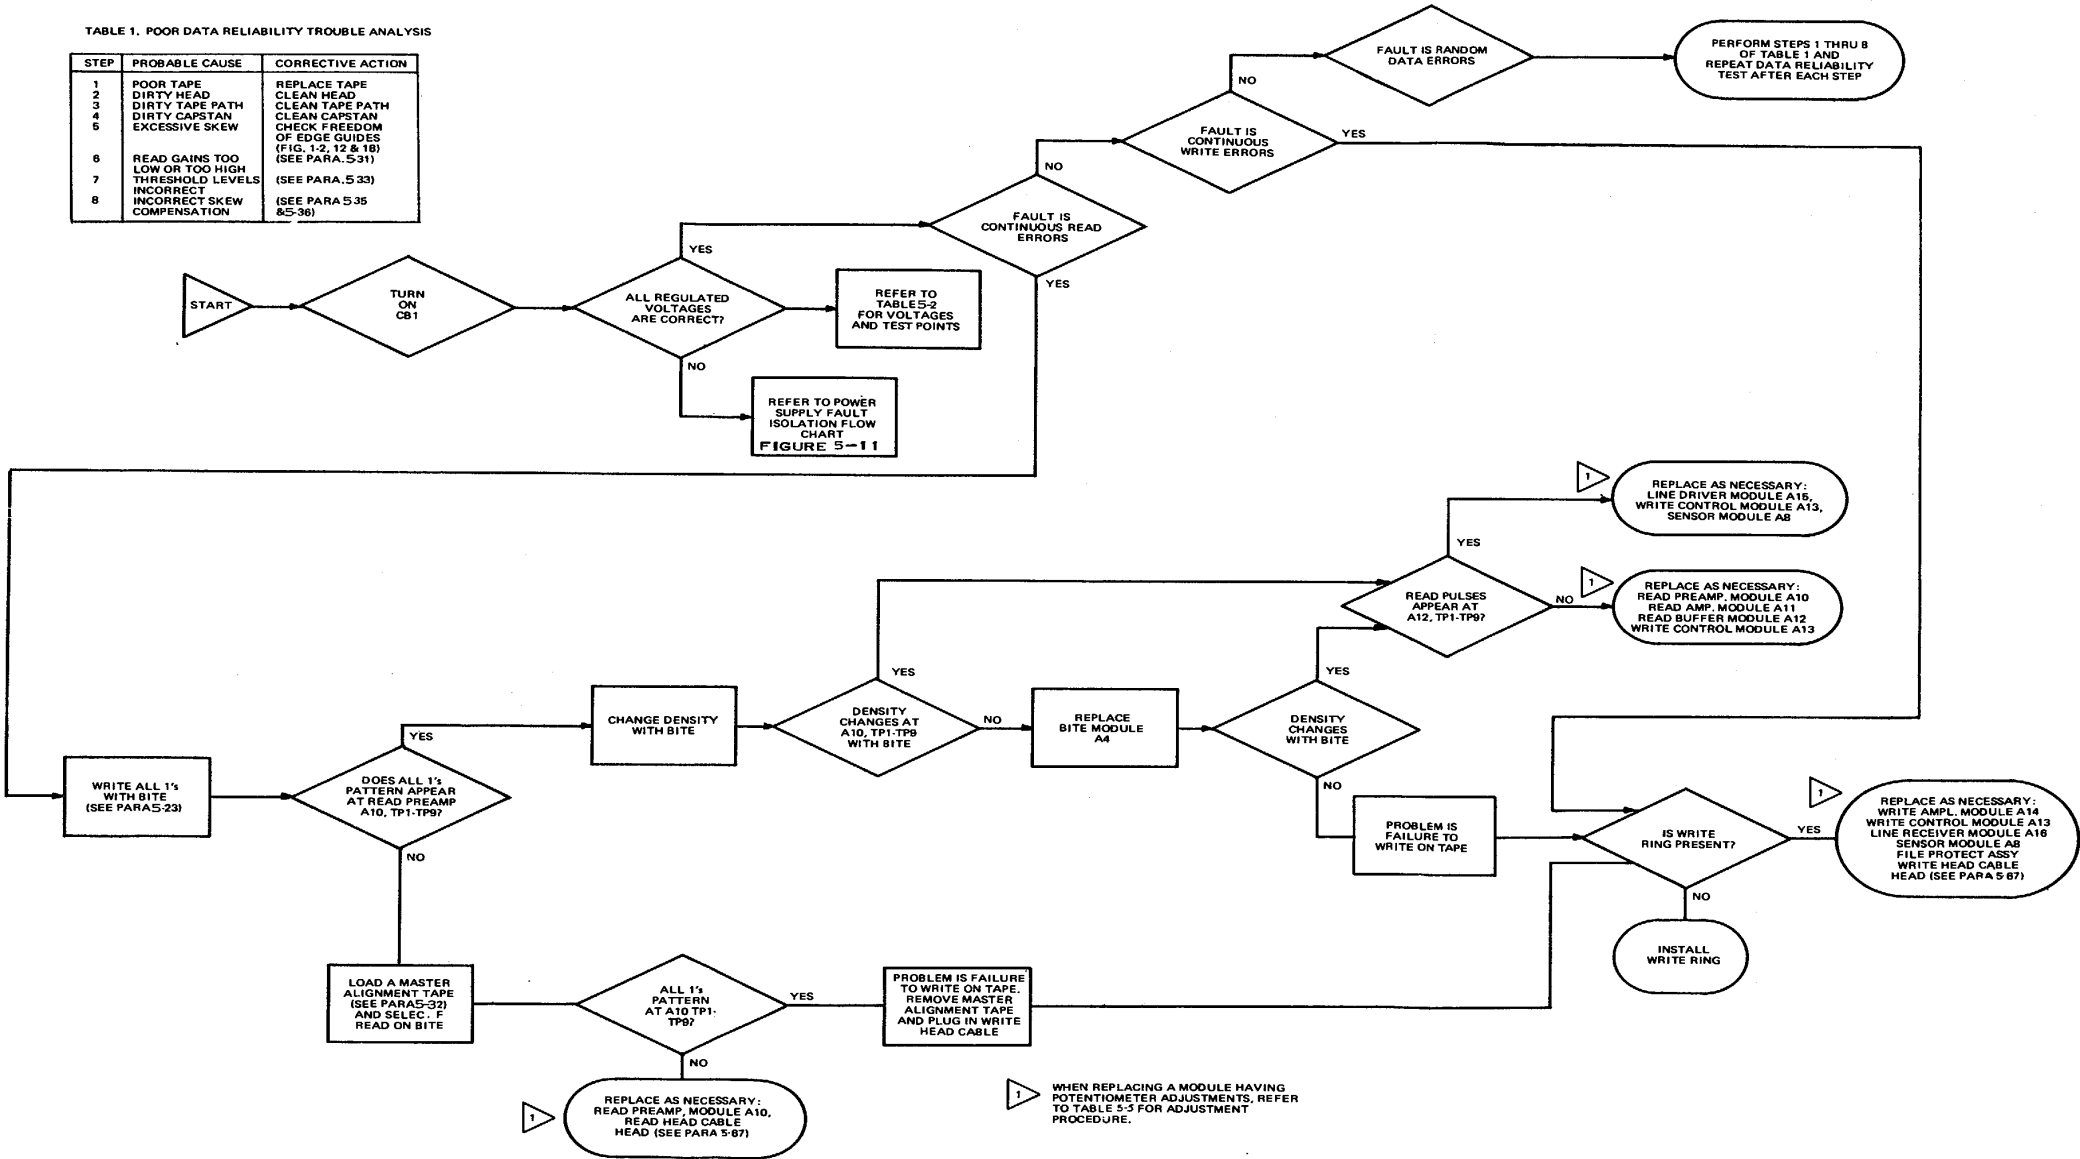 TABLE 1. POOR DATA RELIABILITY TROUBLE ANALYSIS
STEP PROBABLE CAUSE CORRECTIVE ACTION
1 POOR TAPE REPLACE TAPE
2 DIRTY HEAD CLEAN HEAD
3 DIRTY TAPE PATH CLEAN TAPE PATH
4 DIRTY CAPSTAN CLEAN CAPSTAN
5 EXCESSIVE SKEW CHECK FREEDOM
OF EDGE GUIDES
(FIG. 1-2, 12 & 18)
6 READ GAINS TOO (SEE PARA. 5-31)
LOW OR TOO HIGH
7 THRESHOLD LEVELS (SEE PARA. 5 33)
INCORRECT
8 INCORRECT SKEW (SEE PARA 5 35
COMPENSATION &5-36)
FAULT IS RANDOM
DATA ERRORS
PERFORM STEPS 1 THRU 8
OF TABLE 1 AND
REPEAT DATA RELIABILITY
TEST AFTER EACH STEP
NO
FAULT IS
CONTINUOUS
WRITE ERRORS
YES
NO
FAULT IS
CONTINUOUS READ
ERRORS
YES
START
TURN
ON
CB1
YES
ALL REGULATED
VOLTAGES
ARE CORRECT?
NO
REFER TO
TABLE 5-2
FOR VOLTAGES
AND TEST POINTS
REFER TO POWER
SUPPLY FAULT
ISOLATION FLOW
CHART
FIGURE 5-11
1
REPLACE AS NECESSARY:
LINE DRIVER MODULE A15,
WRITE CONTROL MODULE A13,
SENSOR MODULE A8
YES
READ PULSES
APPEAR AT
A12, TP1-TP9?
NO
1
REPLACE AS NECESSARY:
READ PREAMP. MODULE A10
READ AMP. MODULE A11
READ BUFFER MODULE A12
WRITE CONTROL MODULE A13
WRITE ALL 1's
WITH BITE
(SEE PARA 5-23)
YES
DOES ALL 1's
PATTERN APPEAR
AT READ PREAMP
A10, TP1-TP9?
NO
CHANGE DENSITY
WITH BITE
YES
DENSITY
CHANGES AT
A10, TP1-TP9
WITH BITE
NO
REPLACE
BITE MODULE
A4
YES
DENSITY
CHANGES
WITH BITE
NO
PROBLEM IS
FAILURE TO
WRITE ON TAPE
IS WRITE
RING PRESENT?
YES
NO
1
REPLACE AS NECESSARY:
WRITE AMPL. MODULE A14
WRITE CONTROL MODULE A13
LINE RECEIVER MODULE A16
SENSOR MODULE A8
FILE PROTECT ASSY
WRITE HEAD CABLE
HEAD (SEE PARA 5-67)
INSTALL
WRITE RING
LOAD A MASTER
ALIGNMENT TAPE
(SEE PARA 5-32)
AND SELEC. F
READ ON BITE
ALL 1's
PATTERN
AT A10 TP1-
TP9?
YES
NO
PROBLEM IS FAILURE
TO WRITE ON TAPE.
REMOVE MASTER
ALIGNMENT TAPE
AND PLUG IN WRITE
HEAD CABLE
1
REPLACE AS NECESSARY:
READ PREAMP, MODULE A10,
READ HEAD CABLE
HEAD (SEE PARA 5-67)
1
WHEN REPLACING A MODULE HAVING
POTENTIOMETER ADJUSTMENTS, REFER
TO TABLE 5-5 FOR ADJUSTMENT
PROCEDURE.